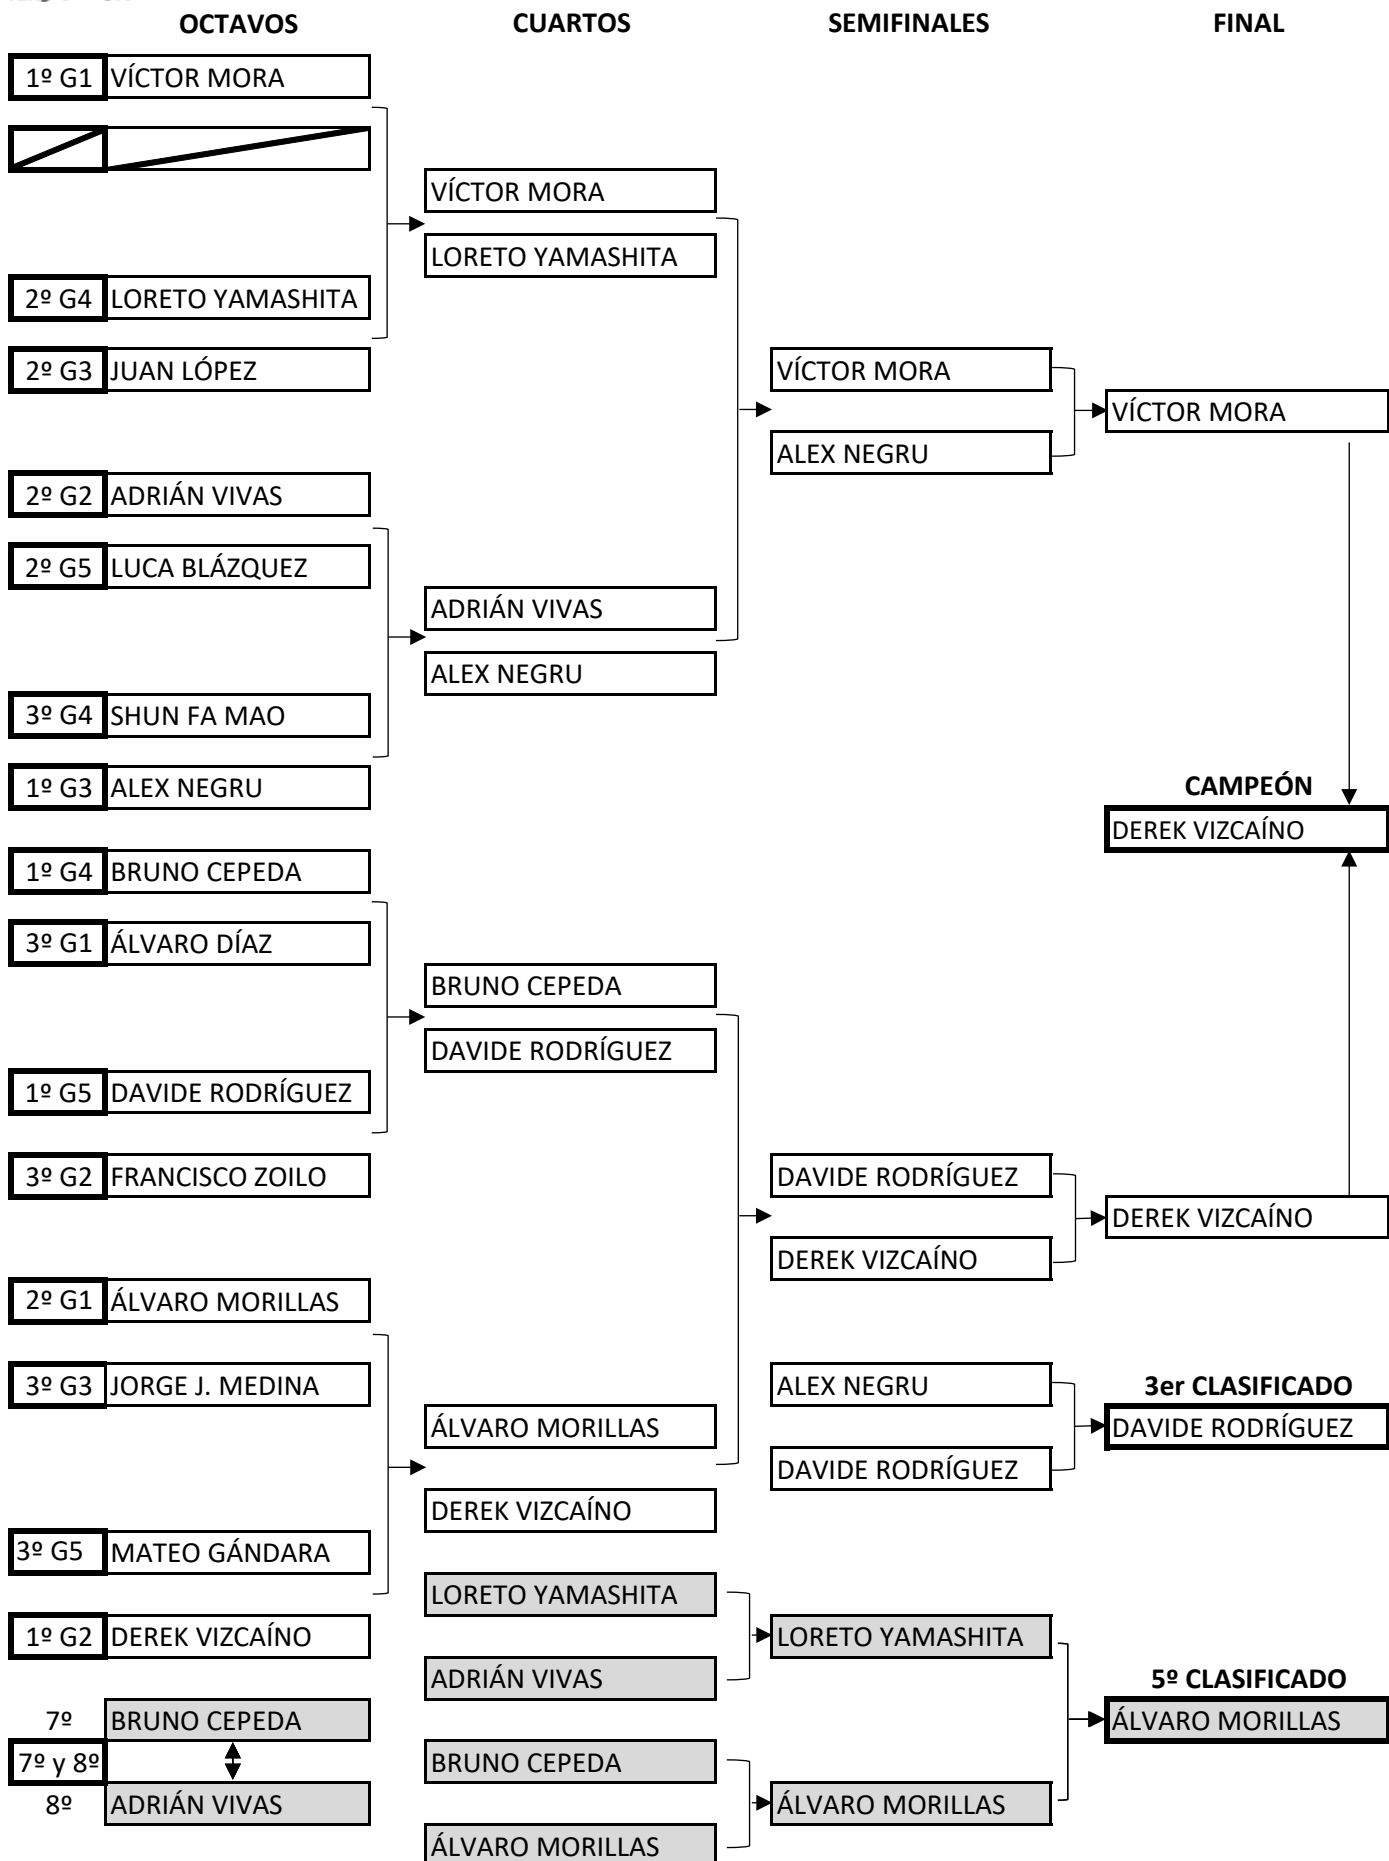 OCTAVOS CUARTOS SEMIFINALES FINAL
1º G1 VÍCTOR MORA
VÍCTOR MORA
LORETO YAMASHITA
2º G4 LORETO YAMASHITA
2º G3 JUAN LÓPEZ VÍCTOR MORA
VÍCTOR MORA
ALEX NEGRU
2º G2 ADRIÁN VIVAS
2º G5 LUCA BLÁZQUEZ
ADRIÁN VIVAS
ALEX NEGRU
3º G4 SHUN FA MAO
1º G3 ALEX NEGRU CAMPEÓN
DEREK VIZCAÍNO
1º G4 BRUNO CEPEDA
3º G1 ÁLVARO DÍAZ
BRUNO CEPEDA
DAVIDE RODRÍGUEZ
1º G5 DAVIDE RODRÍGUEZ
3º G2 FRANCISCO ZOILO DAVIDE RODRÍGUEZ
DEREK VIZCAÍNO
DEREK VIZCAÍNO
2º G1 ÁLVARO MORILLAS
3º G3 JORGE J. MEDINA ALEX NEGRU 3er CLASIFICADO
ÁLVARO MORILLAS DAVIDE RODRÍGUEZ
DAVIDE RODRÍGUEZ
DEREK VIZCAÍNO
3º G5 MATEO GÁNDARA
LORETO YAMASHITA
1º G2 DEREK VIZCAÍNO LORETO YAMASHITA
ADRIÁN VIVAS 5º CLASIFICADO
7º BRUNO CEPEDA ÁLVARO MORILLAS
7º y 8º BRUNO CEPEDA
8º ADRIÁN VIVAS ÁLVARO MORILLAS
ÁLVARO MORILLAS